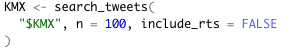 KMX <- search_tweets(
"$KMX", n = 100, include_rts = FALSE
)